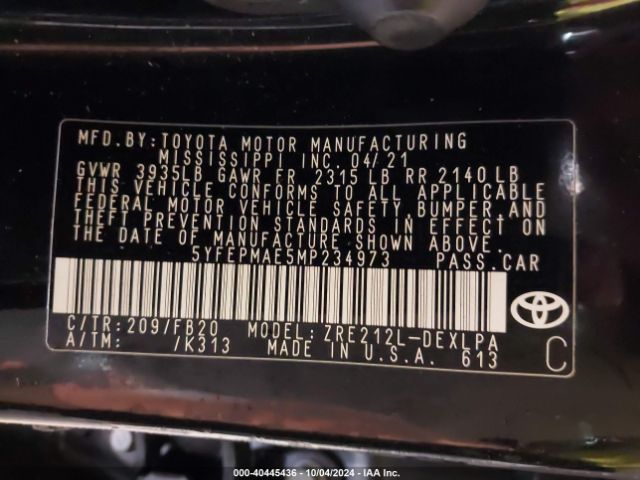 MFD.BY:TOYOTA MOTOR MANUFACTURING
MISSISSIPPI INC. 04/21
GVWR 3935LB GAWR FR 2315 LB RR 2140 LB
THIS VEHICLE CONFORMS TO ALL APPLICABLE
FEDERAL MOTOR VEHICLE SAFETY,BUMPER,AND
THEFT PREVENTION STANDARDS IN EFFECT ON
THE DATE OF MANUFACTURE SHOWN ABOVE.
5YFEPMAE5MP234973 PASS.CAR
C/TR:209/FB20 MODEL:ZRE212L-DEXLPA
A/TM: /K313 MADE IN U.S.A. 613
C
000-40445436 - 10/04/2024 - IAA Inc.